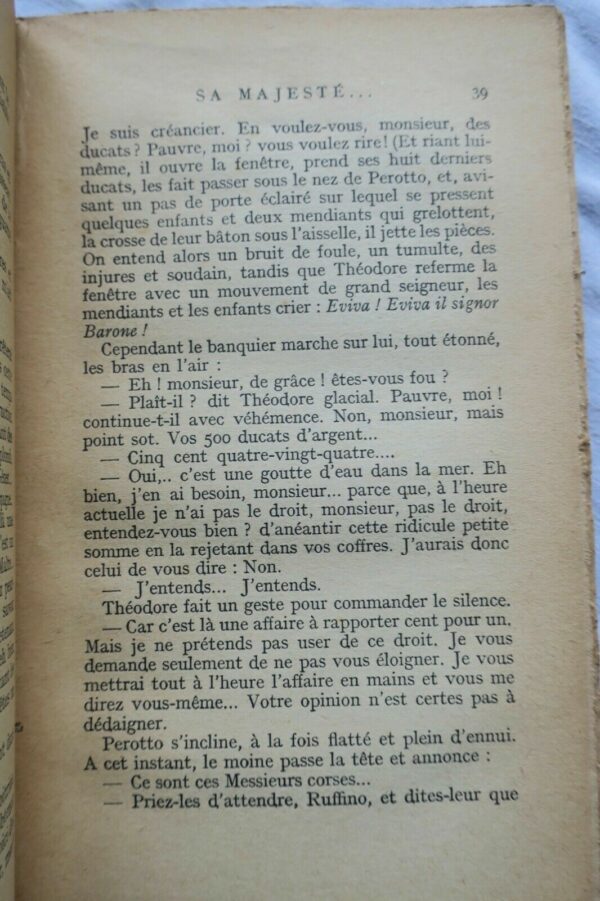 SA MAJESTÉ... 39
Je suis créancier. En voulez-vous, monsieur, des
ducats ? Pauvre, moi ? vous voulez rire! (Et riant lui-
même, il ouvre la fenêtre, prend ses huit derniers
ducats, les fait passer sous le nez de Perotto, et, avi-
sant un pas de porte éclairé sur lequel se pressent
quelques enfants et deux mendiants qui grelottent,
la crosse de leur bâton sous l'aisselle, il jette les pièces.
On entend alors un bruit de foule, un tumulte, des
injures et soudain, tandis que Théodore referme la
fenêtre avec un mouvement de grand seigneur, les
mendiants et les enfants crier : Eviva ! Eviva il signor
Barone !
Cependant le banquier marche sur lui, tout étonné,
les bras en l'air :
— Eh ! monsieur, de grâce ! êtes-vous fou ?
— Plaît-il ? dit Théodore glacial. Pauvre, moi !
continue-t-il avec véhémence. Non, monsieur, mais
point sot. Vos 500 ducats d'argent...
— Cinq cent quatre-vingt-quatre....
— Oui,.. c'est une goutte d'eau dans la mer. Eh
bien, j'en ai besoin, monsieur... parce que, à l'heure
actuelle je n'ai pas le droit, monsieur, pas le droit,
entendez-vous bien ? d'anéantir cette ridicule petite
somme en la rejetant dans vos coffres. J'aurais donc
celui de vous dire : Non.
— J'entends... J'entends.
Théodore fait un geste pour commander le silence.
— Car c'est là une affaire à rapporter cent pour un.
Mais je ne prétends pas user de ce droit. Je vous
demande seulement de ne pas vous éloigner. Je vous
mettrai tout à l'heure l'affaire en mains et vous me
direz vous-même... Votre opinion n'est certes pas à
dédaigner.
Perotto s'incline, à la fois flatté et plein d'ennui.
A cet instant, le moine passe la tête et annonce :
— Ce sont ces Messieurs corses...
— Priez-les d'attendre, Ruffino, et dites-leur que